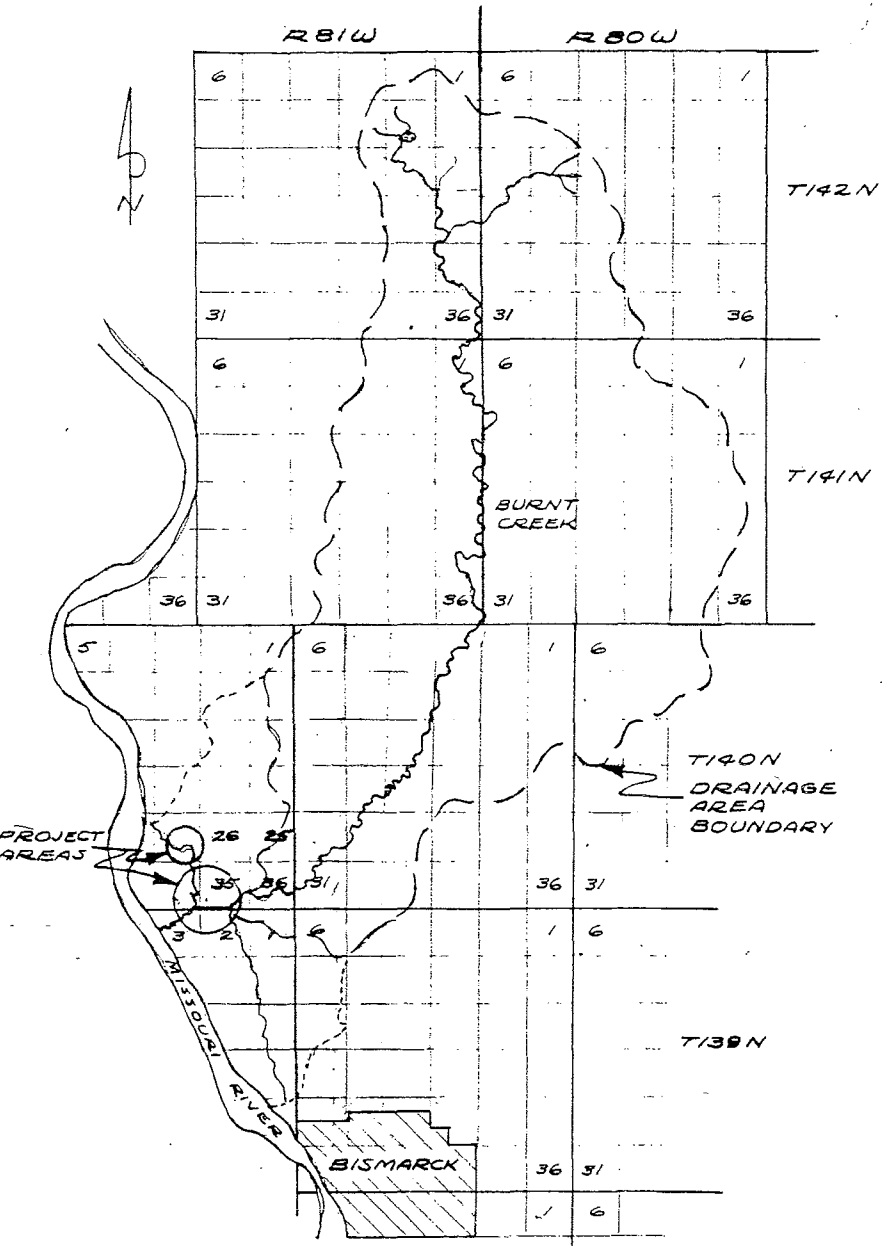 R81W R80W
6 1 6 1
N
T142N
31 36 31 36
6 6 1
T141N
BURNT
CREEK
36 31 36 31 36
5 1 6 1 6
T140N
DRAINAGE
AREA
BOUNDARY
PROJECT
AREAS
26 25
35 36 31 36 31
3 2 1 6 1 6
MISSOURI
RIVER
T139N
BISMARCK
36 31
1 6